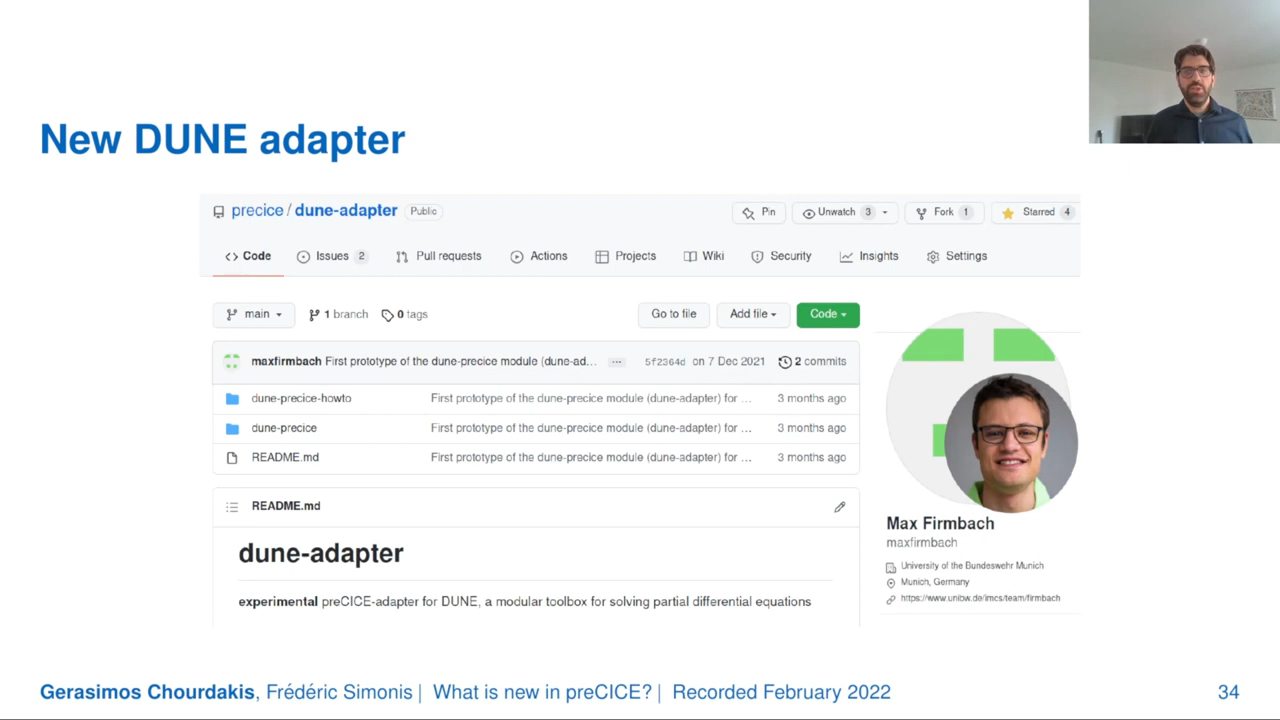 New DUNE adapter
precice / dune-adapter Public
Pin Unwatch 3 Fork 1 Starred 4
Code Issues 2 Pull requests Actions Projects Wiki Security Insights Settings
main 1 branch 0 tags Go to file Add file Code
maxfirmbach First prototype of the dune-precice module (dune-ad... 5f2364d on 7 Dec 2021 2 commits
dune-precice-howto First prototype of the dune-precice module (dune-adapter) for ... 3 months ago
dune-precice First prototype of the dune-precice module (dune-adapter) for ... 3 months ago
README.md First prototype of the dune-precice module (dune-adapter) for ... 3 months ago
README.md
dune-adapter
experimental preCICE-adapter for DUNE, a modular toolbox for solving partial differential equations
Max Firmbach
maxfirmbach
University of the Bundeswehr Munich
Munich, Germany
https://www.unibw.de/imcs/team/firmbach
Gerasimos Chourdakis, Frédéric Simonis | What is new in preCICE? | Recorded February 2022 34